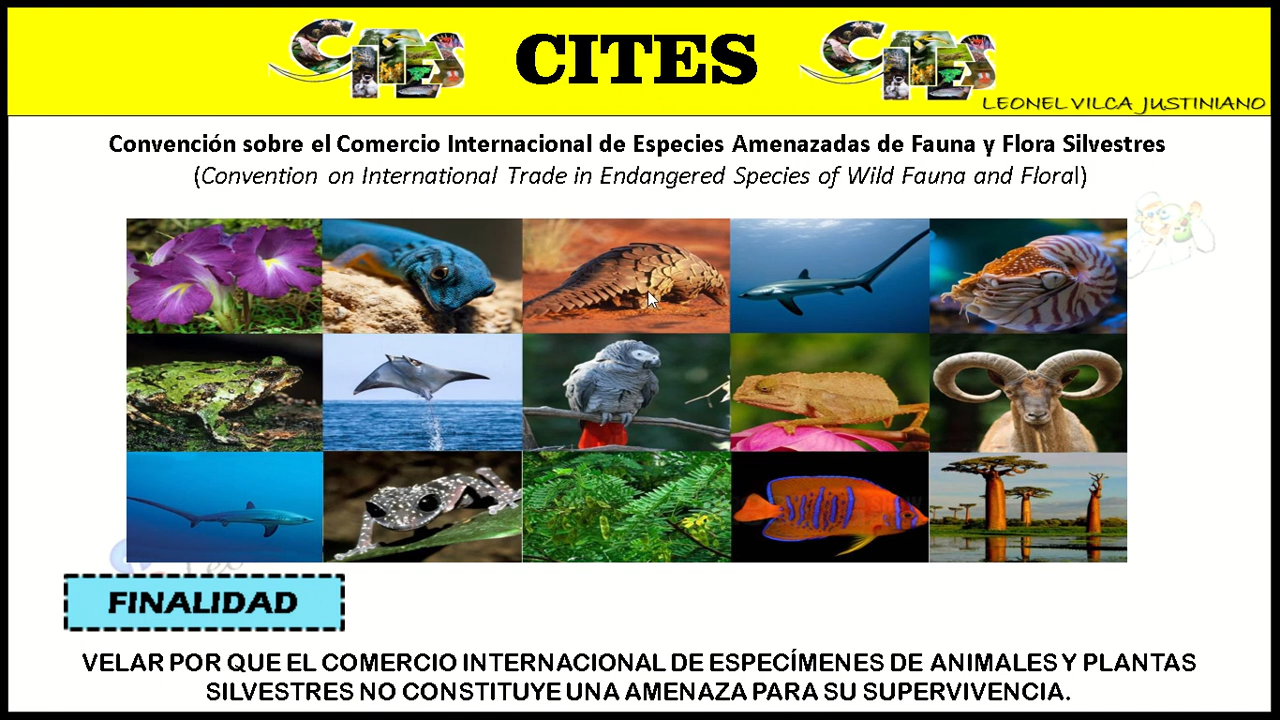 CITES
CITES
CITES
LEONEL VILCA JUSTINIANO
Convención sobre el Comercio Internacional de Especies Amenazadas de Fauna y Flora Silvestres
(Convention on International Trade in Endangered Species of Wild Fauna and Floral)
FINALIDAD
VELAR POR QUE EL COMERCIO INTERNACIONAL DE ESPECÍMENES DE ANIMALES Y PLANTAS
SILVESTRES NO CONSTITUYE UNA AMENAZA PARA SU SUPERVIVENCIA.